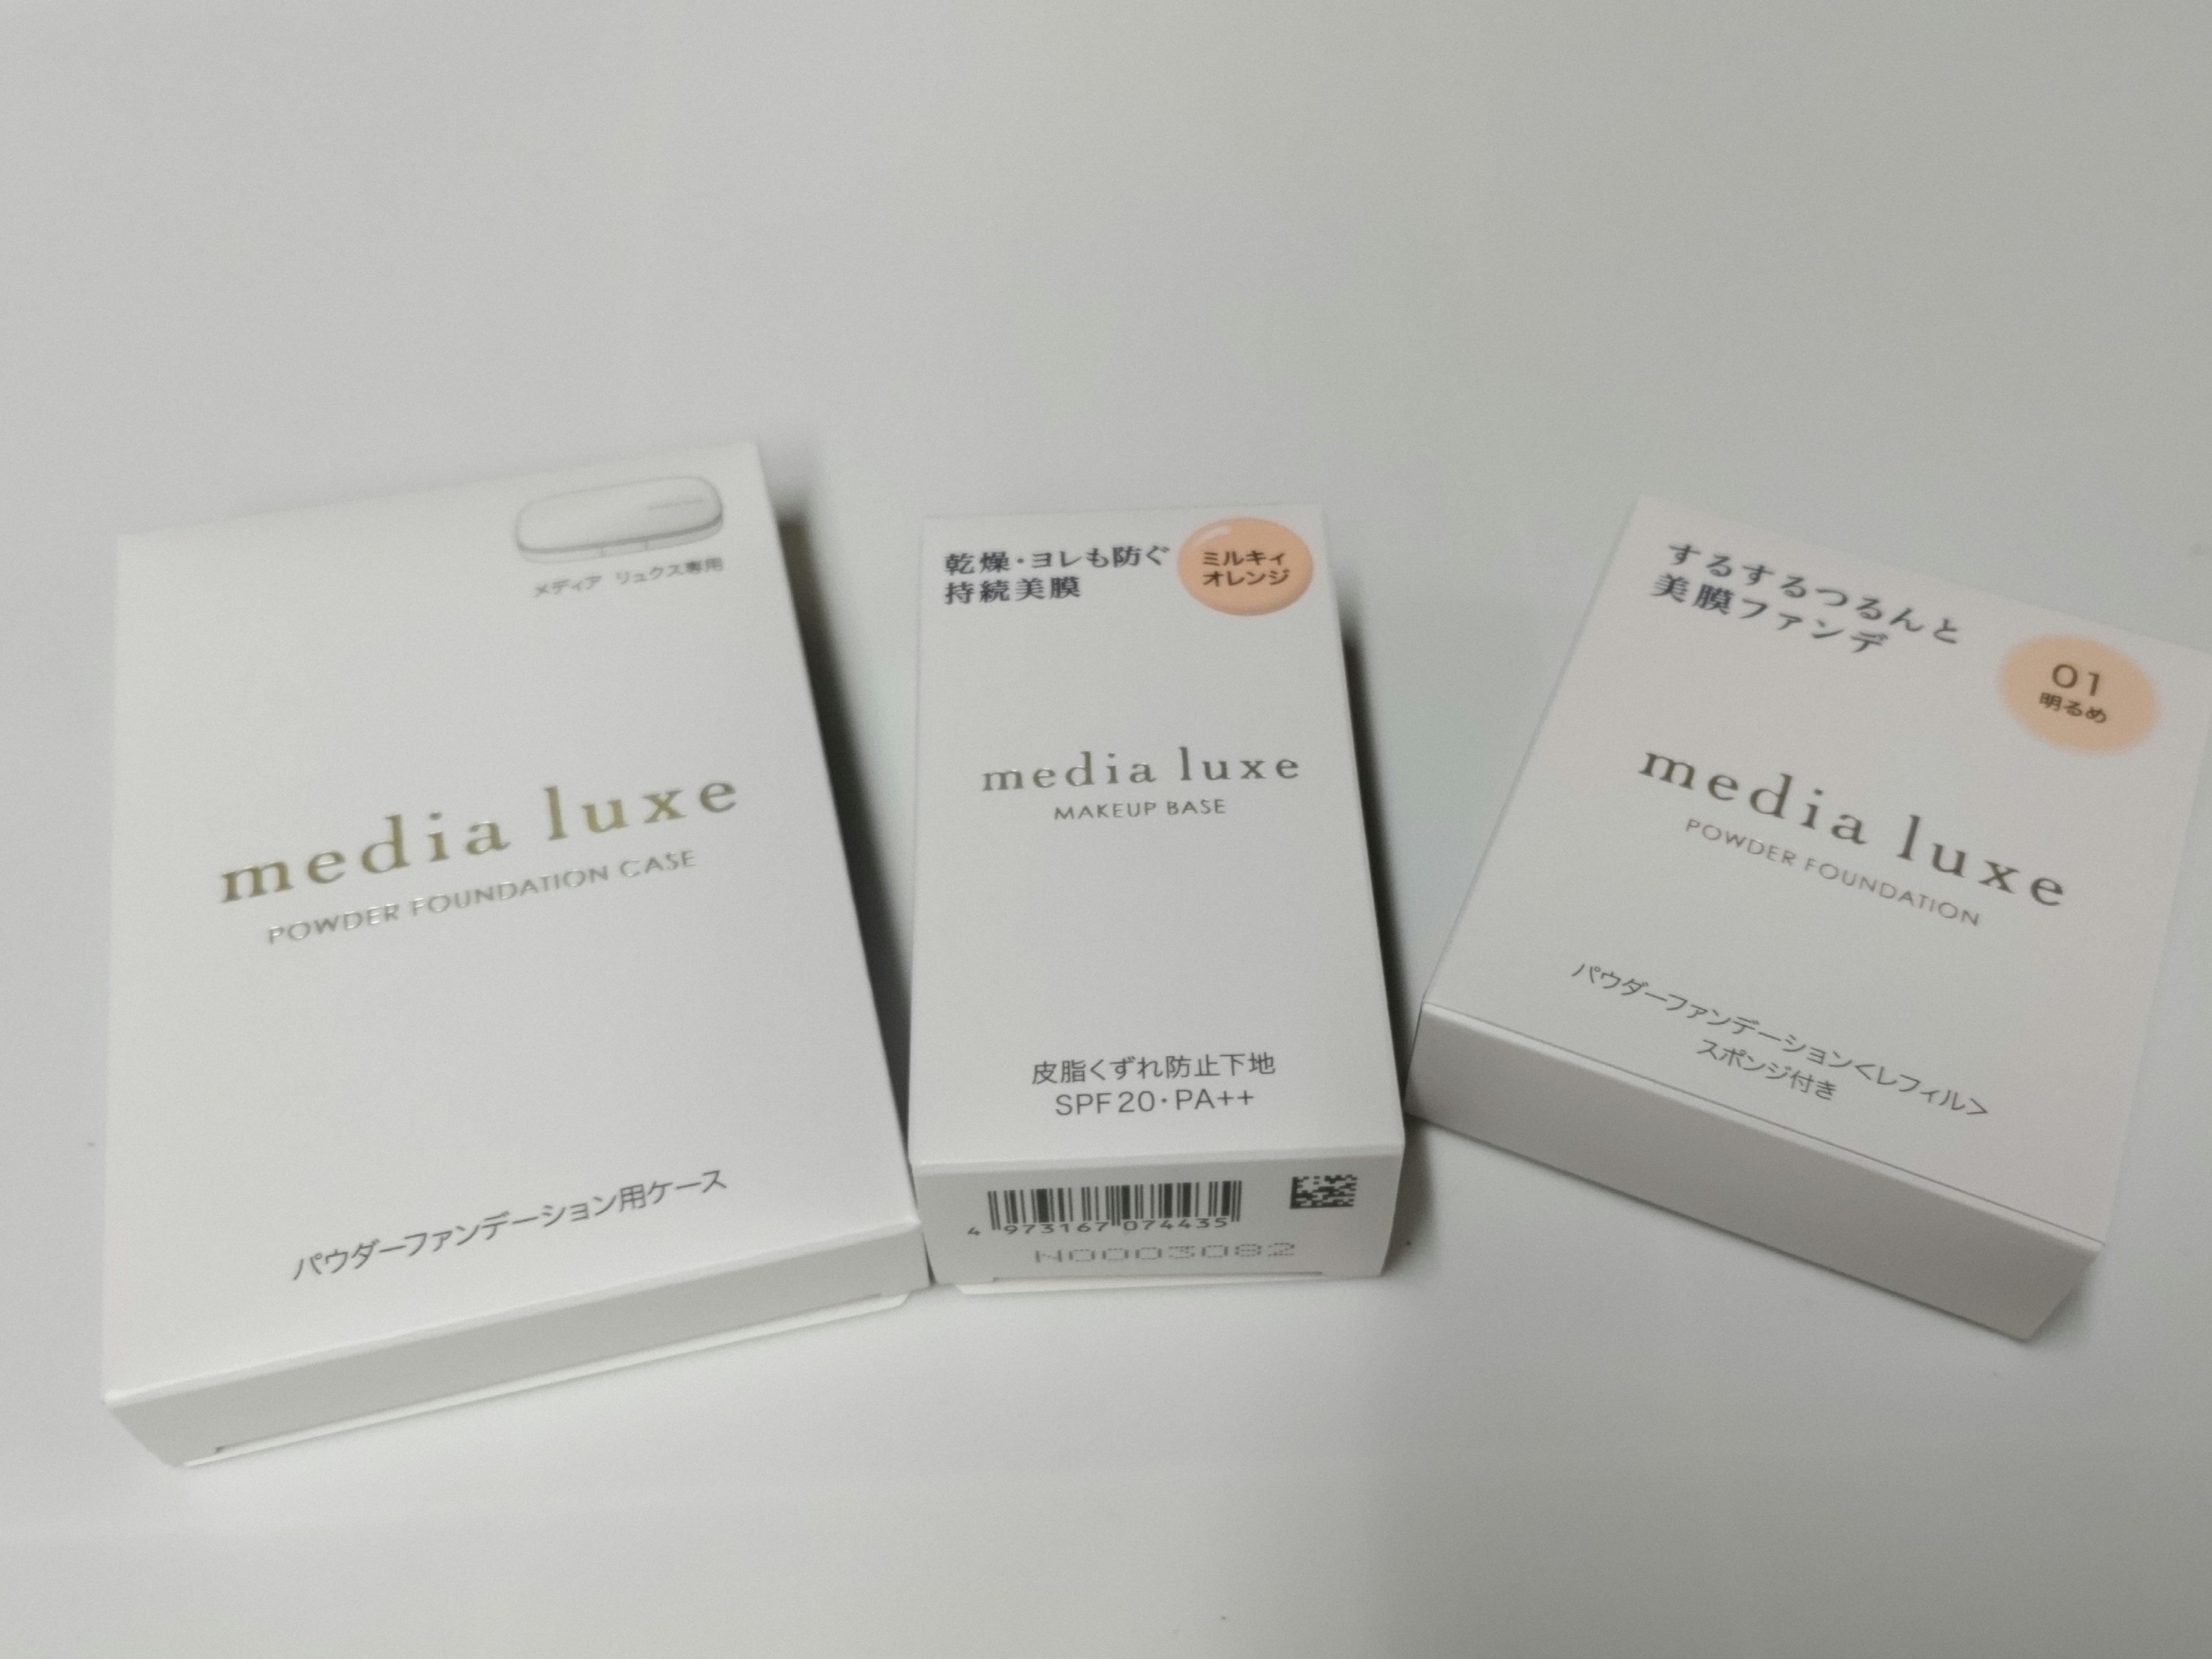 メディア リュクス専用
media luxe
POWDER FOUNDATION CASE
パウダーファンデーション用ケース
乾燥・ヨレも防ぐ
持続美膜
ミルキィ
オレンジ
media luxe
MAKEUP BASE
皮脂くずれ防止下地
SPF20・PA++
4 973167 074435
N0003082
するするつるんと
美膜ファンデ
01
明るめ
media luxe
POWDER FOUNDATION
パウダーファンデーション<レフィル>
スポンジ付き